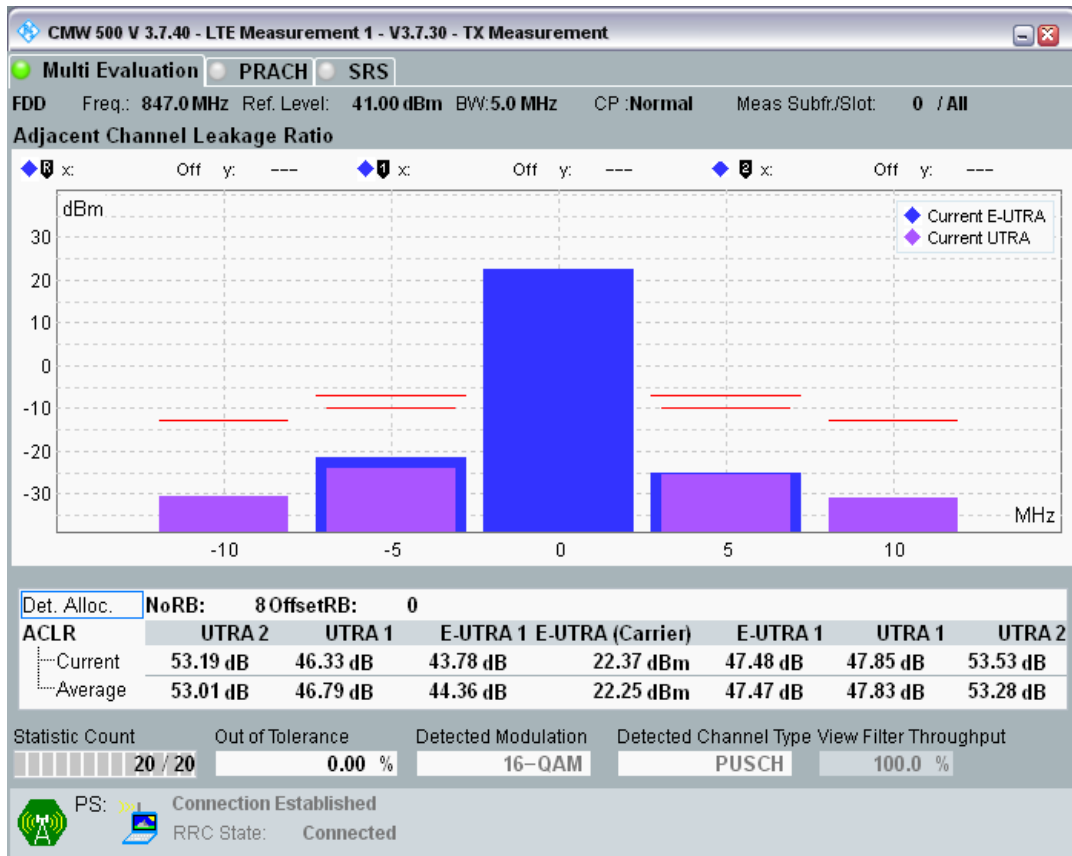 CMW 500 V 3.7.40 - LTE Measurement 1 - V3.7.30 - TX Measurement
Multi Evaluation PRACH SRS
FDD Freq.: 847.0 MHz Ref. Level: 41.00 dBm BW:5.0 MHz CP :Normal Meas Subfr./Slot: 0 / All
Adjacent Channel Leakage Ratio
R x: Off y: --- 1 x: Off y: --- 2 x: Off y: ---
dBm
Current E-UTRA
Current UTRA
30
20
10
0
-10
-20
-30
MHz
-10 -5 0 5 10
Det. Alloc. NoRB: 8 OffsetRB: 0
ACLR UTRA 2 UTRA 1 E-UTRA 1 E-UTRA (Carrier) E-UTRA 1 UTRA 1 UTRA 2
Current 53.19 dB 46.33 dB 43.78 dB 22.37 dBm 47.48 dB 47.85 dB 53.53 dB
Average 53.01 dB 46.79 dB 44.36 dB 22.25 dBm 47.47 dB 47.83 dB 53.28 dB
Statistic Count Out of Tolerance Detected Modulation Detected Channel Type View Filter Throughput
20 / 20 0.00 % 16-QAM PUSCH 100.0 %
PS: Connection Established
RRC State: Connected